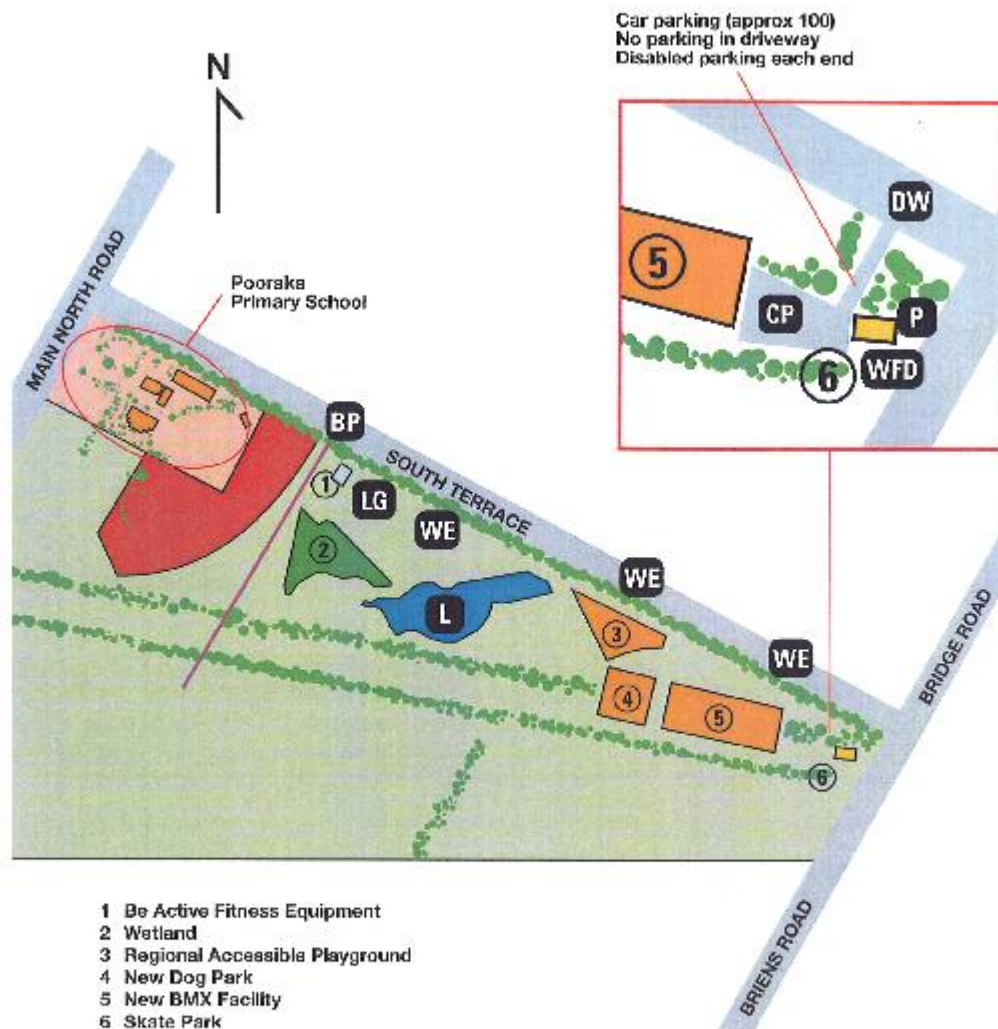 Car parking (approx 100)
No parking in driveway
Disabled parking each end
N
DW
5
CP
P
6
WFD
MAIN NORTH ROAD
Pooraka
Primary School
BP
SOUTH TERRACE
1
LG
WE
2
WE
L
3
WE
BRIDGE ROAD
4
5
6
BRIENS ROAD
1 Be Active Fitness Equipment
2 Wetland
3 Regional Accessible Playground
4 New Dog Park
5 New BMX Facility
6 Skate Park